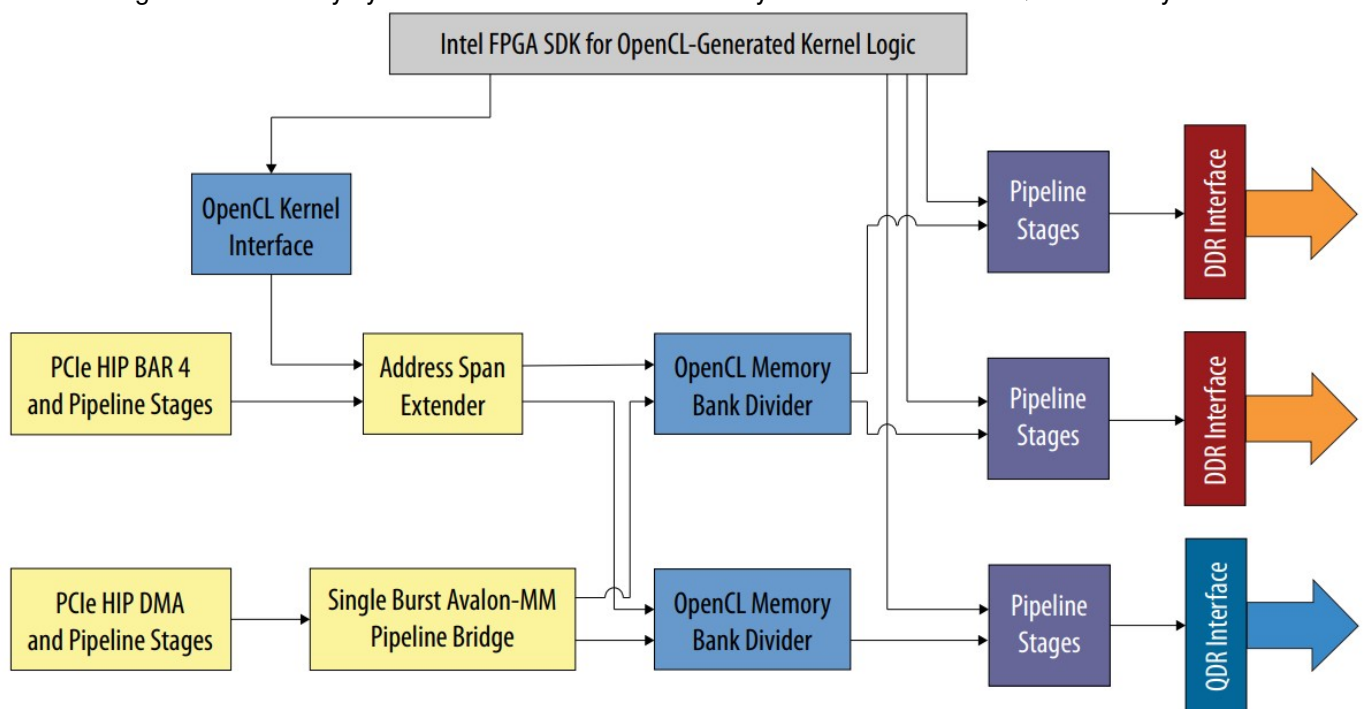 Intel FPGA SDK for OpenCL-Generated Kernel Logic
OpenCL Kernel
Interface
Pipeline
Stages
DDR Interface
PCIe HIP BAR 4
and Pipeline Stages
Address Span
Extender
OpenCL Memory
Bank Divider
Pipeline
Stages
DDR Interface
PCIe HIP DMA
and Pipeline Stages
Single Burst Avalon-MM
Pipeline Bridge
OpenCL Memory
Bank Divider
Pipeline
Stages
QDR Interface